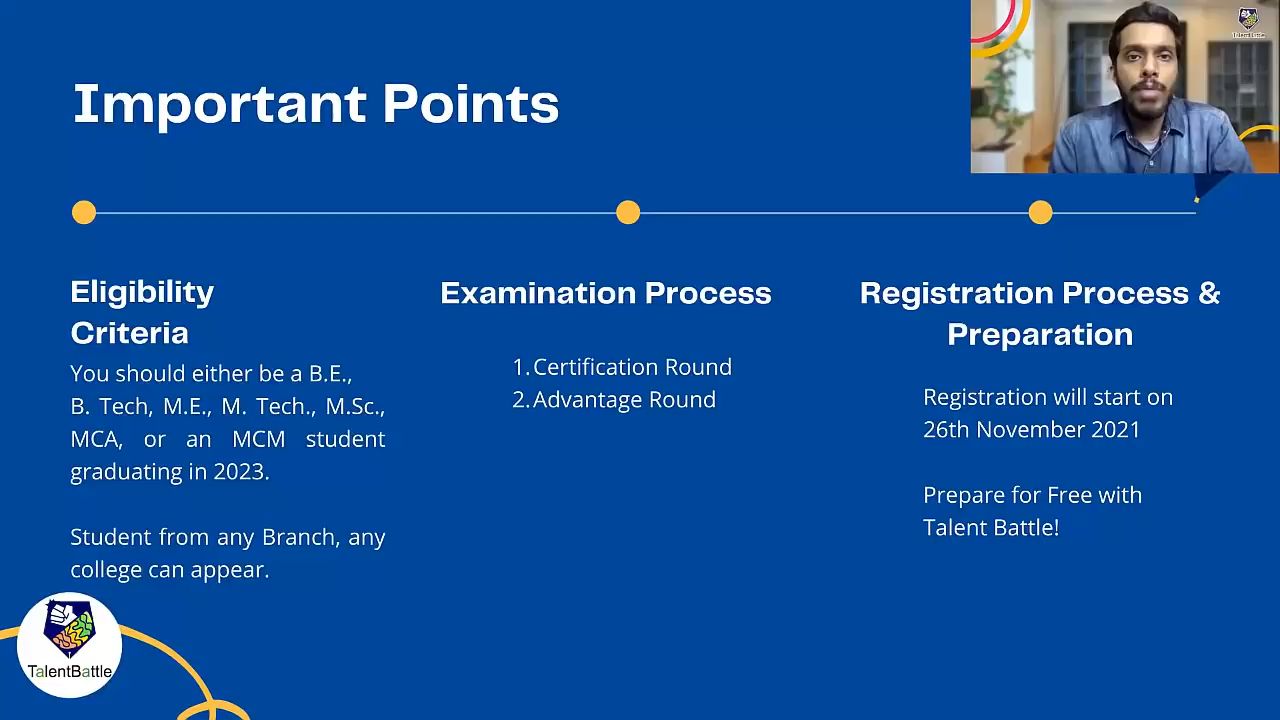 Important Points
Eligibility
Criteria
You should either be a B.E.,
B. Tech, M.E., M. Tech., M.Sc.,
MCA, or an MCM student
graduating in 2023.
Student from any Branch, any
college can appear.
Examination Process
1. Certification Round
2. Advantage Round
Registration Process &
Preparation
Registration will start on
26th November 2021
Prepare for Free with
Talent Battle!
TalentBattle
TalentBattle